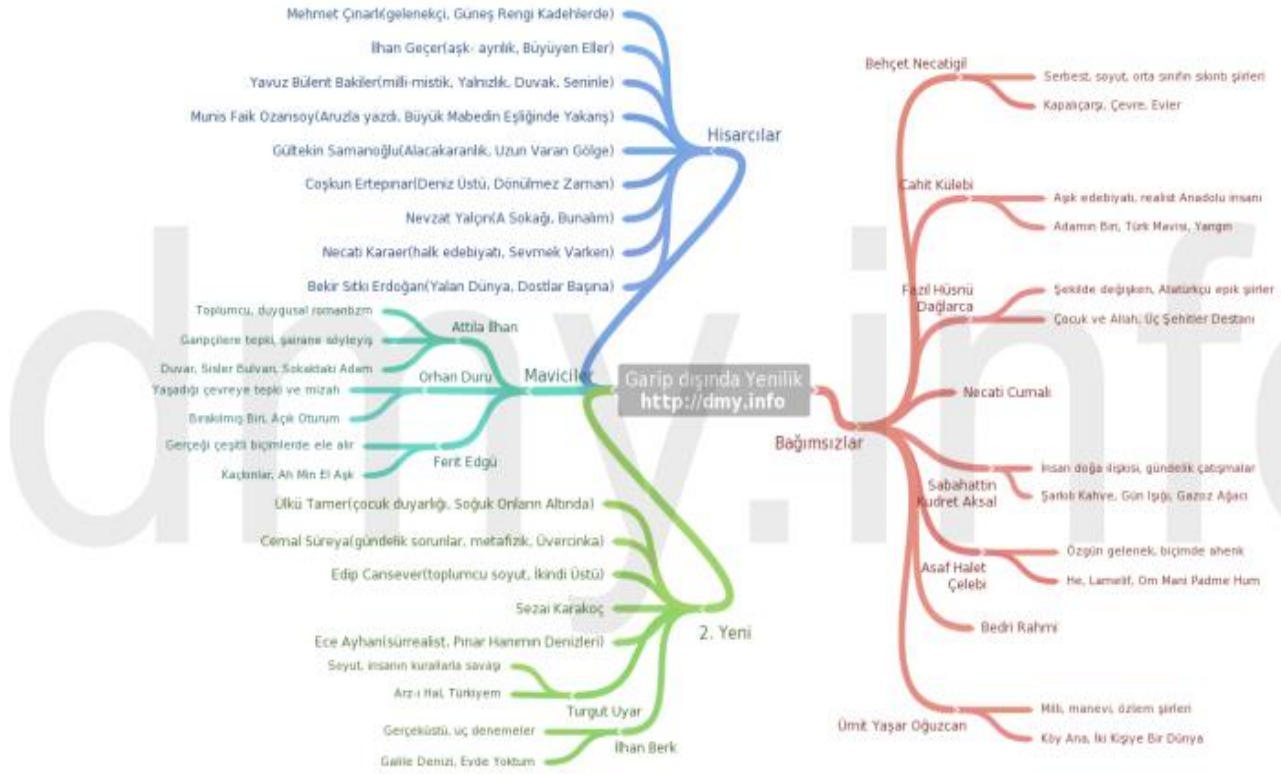 Garip dışında Yenilik
http://dmy.info
Hisarcılar
Mehmet Çınarlı(gelenekçi, Güneş Rengi Kadehlerde)
İlhan Geçer(aşk- ayrılık, Büyüyen Eller)
Yavuz Bülent Bakiler(milli-mistik, Yalnızlık, Duvak, Seninle)
Munis Faik Ozansoy(Aruzla yazdı, Büyük Mabedin Eşliğinde Yakarış)
Gültekin Samanoğlu(Alacakaranlık, Uzun Varan Gölge)
Coşkun Ertepınar(Deniz Üstü, Dönülmez Zaman)
Nevzat Yalçın(A Sokağı, Bunalım)
Necati Karaer(halk edebiyatı, Sevmek Varken)
Bekir Sıtkı Erdoğan(Yalan Dünya, Dostlar Başına)
Maviciler
Attila İlhan
Toplumcu, duygusal romantizm
Garipçilere tepki, şairane söyleyiş
Duvar, Sisler Bulvarı, Sokaktaki Adam
Orhan Duru
Yaşadığı çevreye tepki ve mizah
Bırakılmış Biri, Açık Oturum
Ferit Edgü
Gerçeği çeşitli biçimlerde ele alır
Kaçkınlar, Ah Min El Aşk
2. Yeni
Ülkü Tamer(çocuk duyarlığı, Soğuk Otların Altında)
Cemal Süreya(gündelik sorunlar, metafizik, Üvercinka)
Edip Cansever(toplumcu soyut, İkindi Üstü)
Sezai Karakoç
Ece Ayhan(sürrealist, Pınar Hanımın Denizleri)
Turgut Uyar
Soyut, insanın kurallarla savaşı
Arz-ı Hal, Türkiyem
İlhan Berk
Gerçeküstü, uç denemeler
Galile Denizi, Evde Yoktum
Bağımsızlar
Behçet Necatigil
Serbest, soyut, orta sınıfın sıkıntı şiirleri
Kapalıçarşı, Çevre, Evler
Cahit Külebi
Aşık edebiyatı, realist Anadolu insanı
Adamın Biri, Türk Mavisi, Yangın
Fazıl Hüsnü
Dağlarca
Şekilde değişken, Atatürkçü epik şiirler
Çocuk ve Allah, Üç Şehitler Destanı
Necati Cumalı
Sabahattin
Kudret Aksal
İnsan doğa ilişkisi, gündelik çatışmalar
Şarkılı Kahve, Gün Işığı, Gazoz Ağacı
Asaf Halet
Çelebi
Özgün gelenek, biçimde ahenk
He, Lamelif, Om Mani Padme Hum
Bedri Rahmi
Ümit Yaşar Oğuzcan
Milli, manevi, özlem şiirleri
Köy Ana, İki Kişiye Bir Dünya
dmy.info